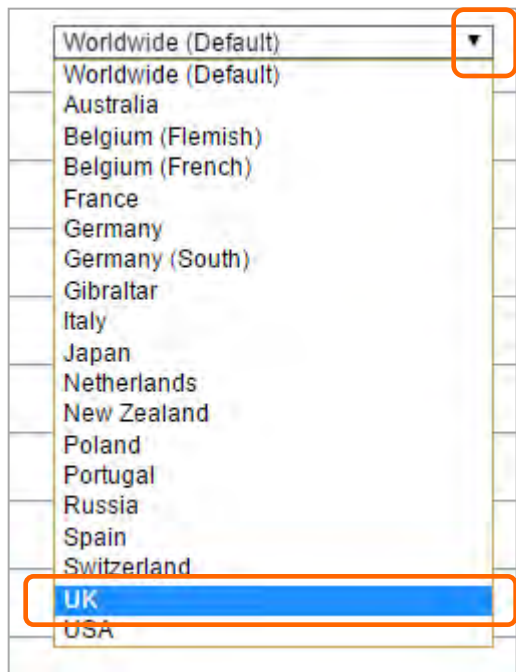 Worldwide (Default)
Worldwide (Default)
Australia
Belgium (Flemish)
Belgium (French)
France
Germany
Germany (South)
Gibraltar
Italy
Japan
Netherlands
New Zealand
Poland
Portugal
Russia
Spain
Switzerland
UK
USA